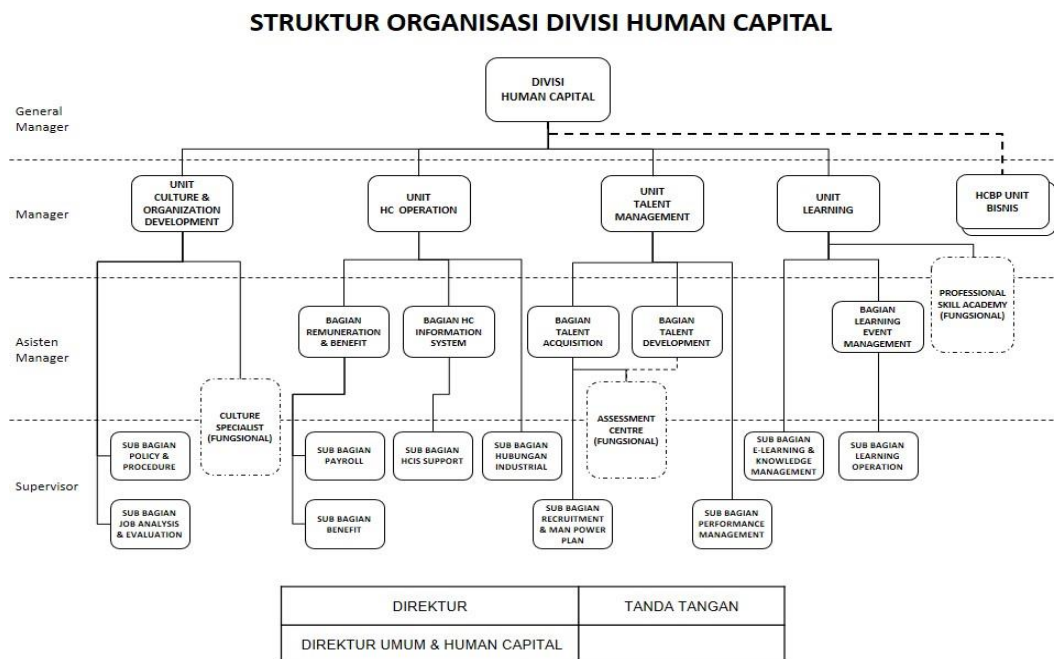 STRUKTUR ORGANISASI DIVISI HUMAN CAPITAL
DIVISI
HUMAN CAPITAL
General
Manager
UNIT
CULTURE &
ORGANIZATION
DEVELOPMENT
UNIT
HC OPERATION
UNIT
TALENT
MANAGEMENT
UNIT
LEARNING
HCBP UNIT
BISNIS
Manager
PROFESSIONAL
SKILL ACADEMY
(FUNGSIONAL)
BAGIAN
REMUNERATION
& BENEFIT
BAGIAN HC
INFORMATION
SYSTEM
BAGIAN
TALENT
ACQUISITION
BAGIAN
TALENT
DEVELOPMENT
BAGIAN
LEARNING
EVENT
MANAGEMENT
Asisten
Manager
CULTURE
SPECIALIST
(FUNGSIONAL)
ASSESSMENT
CENTRE
(FUNGSIONAL)
SUB BAGIAN
POLICY &
PROCEDURE
SUB BAGIAN
PAYROLL
SUB BAGIAN
HCIS SUPPORT
SUB BAGIAN
HUBUNGAN
INDUSTRIAL
SUB BAGIAN
E-LEARNING &
KNOWLEDGE
MANAGEMENT
SUB BAGIAN
LEARNING
OPERATION
Supervisor
SUB BAGIAN
JOB ANALYSIS
& EVALUATION
SUB BAGIAN
BENEFIT
SUB BAGIAN
RECRUITMENT
& MAN POWER
PLAN
SUB BAGIAN
PERFORMANCE
MANAGEMENT
DIREKTUR
TANDA TANGAN
DIREKTUR UMUM & HUMAN CAPITAL